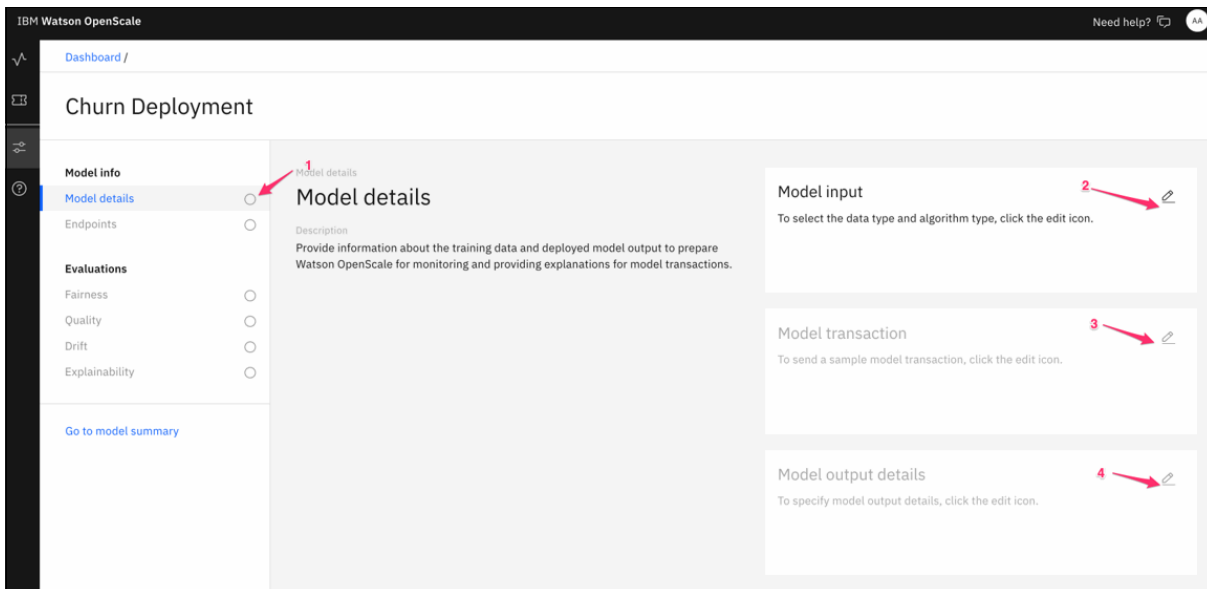 IBM Watson OpenScale
Need help?
AA
Dashboard /
Churn Deployment
Model info
Model details
Endpoints
Evaluations
Fairness
Quality
Drift
Explainability
Go to model summary
1
Model details
Model details
Description
Provide information about the training data and deployed model output to prepare
Watson OpenScale for monitoring and providing explanations for model transactions.
Model input
2
To select the data type and algorithm type, click the edit icon.
Model transaction
3
To send a sample model transaction, click the edit icon.
Model output details
4
To specify model output details, click the edit icon.